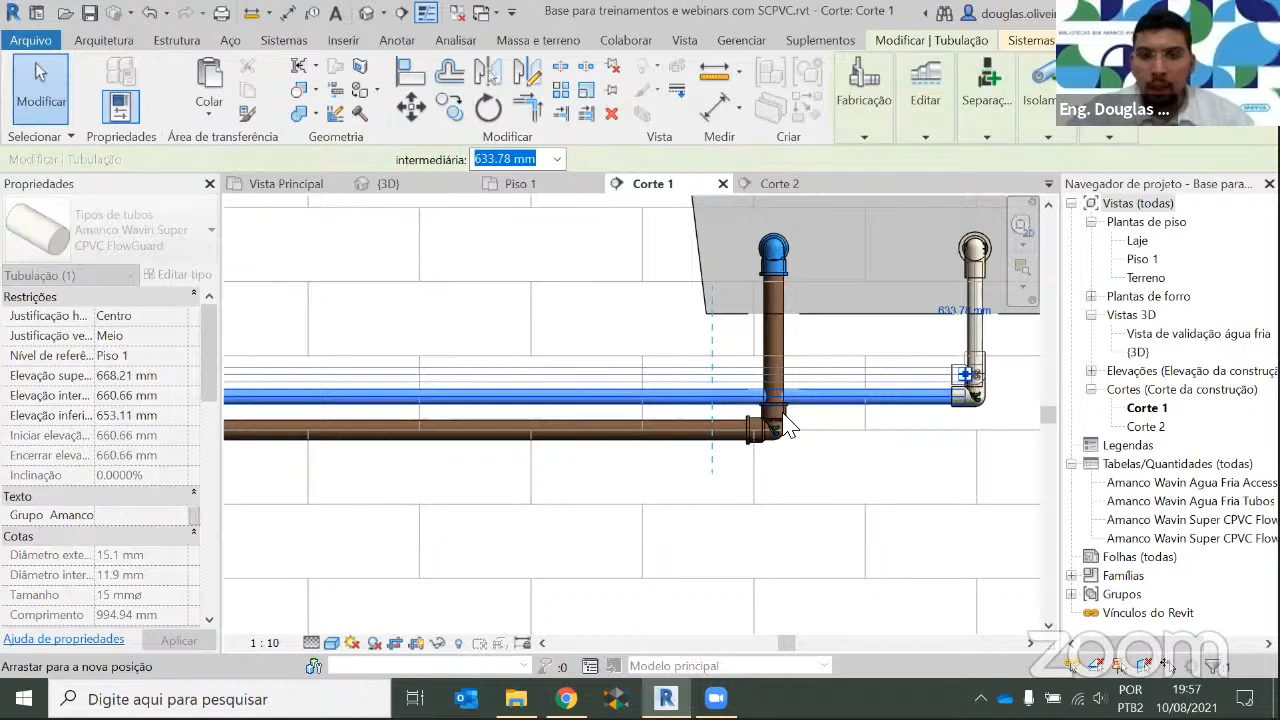 Base para treinamentos e webinars com SCPVC.rvt - Corte: Corte 1
douglas.oliveir
Arquivo Arquitetura Estrutura Aço Sistemas Inse Análise Massa Colabora Vista Gerenciar Modificar | Tubulação Sistemas
Modificar Colar Fabricação Editar Separaç... Isolan
Selecionar Propriedades Área de transferência Geometria Modificar Vista Medir Criar
Eng. Douglas ...
Modificar | Tubulação
intermediária: 633.78 mm
Propriedades
Vista Principal {3D} Piso 1 Corte 1 Corte 2
Navegador de projeto - Base para...
Tipos de tubos
Amanco Wavin Super
CPVC FlowGuard
Tubulação (1) Editar tipo
Restrições
Justificação h... Centro
Justificação ve... Meio
Nível de referê... Piso 1
Elevação supe... 668.21 mm
Elevação inter... 660.66 mm
Elevação inferi... 653.11 mm
Iniciar elevaçã... 660.66 mm
Encerrar eleva... 660.66 mm
Inclinação 0.0000%
Texto
Grupo Amanco
Cotas
Diâmetro exte... 15.1 mm
Diâmetro inter... 11.9 mm
Tamanho 15 mmø
Comprimento 994.94 mm
Ajuda de propriedades Aplicar
633.78 mm
1 : 10
Vistas (todas)
Plantas de piso
Laje
Piso 1
Terreno
Plantas de forro
Vistas 3D
Vista de validação água fria
{3D}
Elevações (Elevação da construçã
Cortes (Corte da construção)
Corte 1
Corte 2
Legendas
Tabelas/Quantidades (todas)
Amanco Wavin Agua Fria Access
Amanco Wavin Agua Fria Tubos
Amanco Wavin Super CPVC Flow
Amanco Wavin Super CPVC Flow
Folhas (todas)
Famílias
Grupos
Vínculos do Revit
zoom
Arrastar para a nova posição
:0
Modelo principal
:1
Digite aqui para pesquisar
POR
PTB2
19:57
10/08/2021